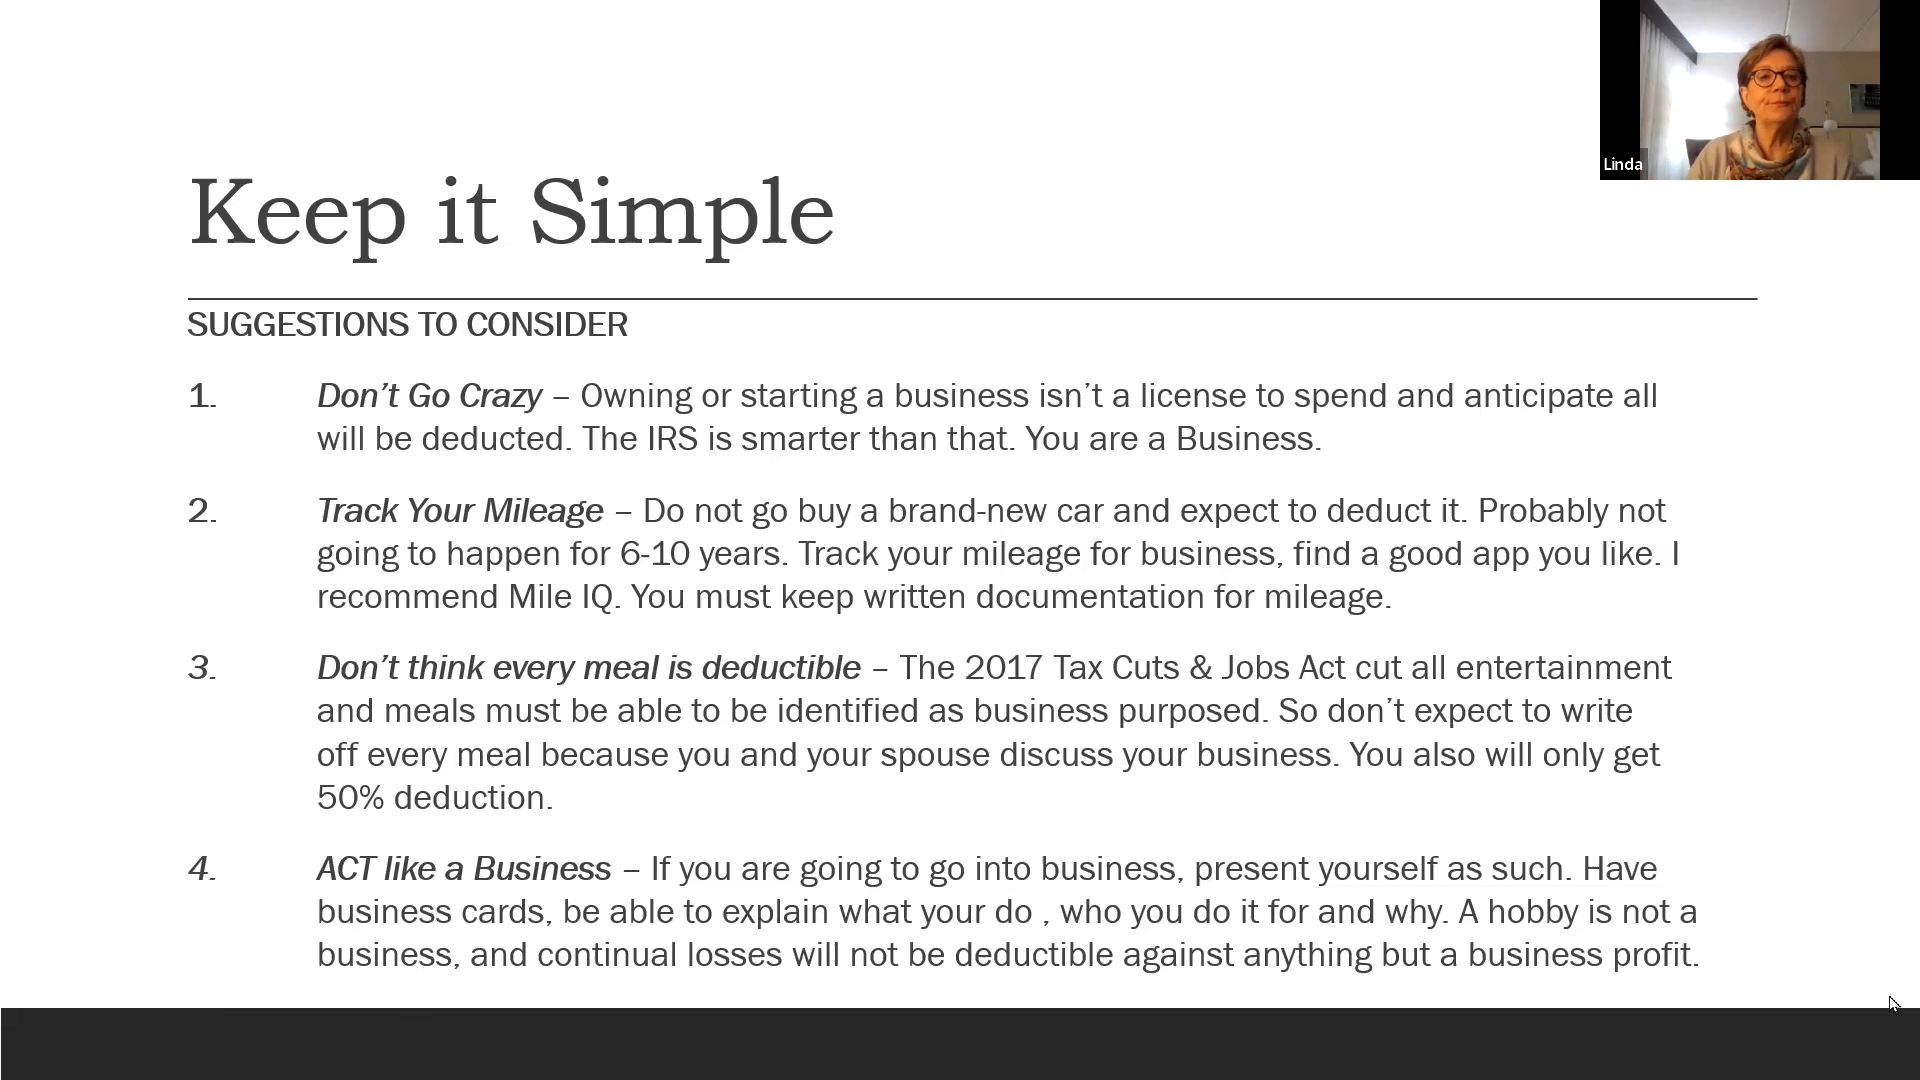 Linda
Keep it Simple
SUGGESTIONS TO CONSIDER
1. Don’t Go Crazy – Owning or starting a business isn’t a license to spend and anticipate all
will be deducted. The IRS is smarter than that. You are a Business.
2. Track Your Mileage – Do not go buy a brand-new car and expect to deduct it. Probably not
going to happen for 6-10 years. Track your mileage for business, find a good app you like. I
recommend Mile IQ. You must keep written documentation for mileage.
3. Don’t think every meal is deductible – The 2017 Tax Cuts & Jobs Act cut all entertainment
and meals must be able to be identified as business purposed. So don’t expect to write
off every meal because you and your spouse discuss your business. You also will only get
50% deduction.
4. ACT like a Business – If you are going to go into business, present yourself as such. Have
business cards, be able to explain what your do , who you do it for and why. A hobby is not a
business, and continual losses will not be deductible against anything but a business profit.